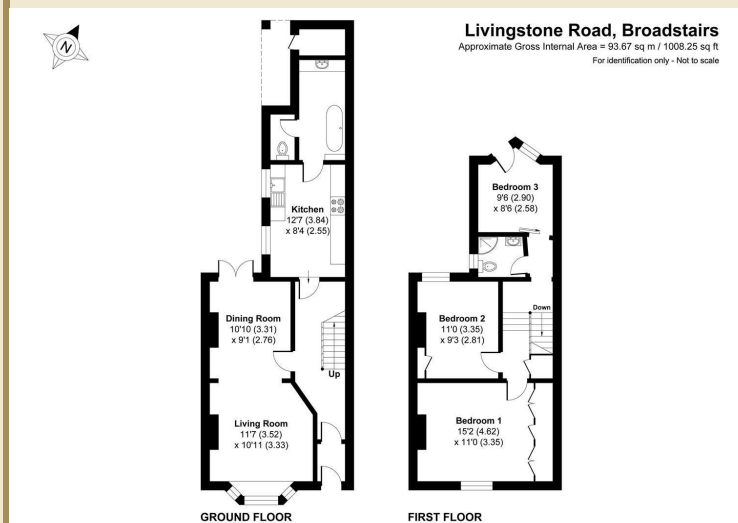 Livingstone Road, Broadstairs
Approximate Gross Internal Area = 93.67 sq m / 1008.25 sq ft
For identification only - Not to scale
N
Kitchen
12'7 (3.84)
x 8'4 (2.55)
Dining Room
10'10 (3.31)
x 9'1 (2.76)
Up
Living Room
11'7 (3.52)
x 10'11 (3.33)
GROUND FLOOR
Bedroom 3
9'6 (2.90)
x 8'6 (2.58)
Bedroom 2
11'0 (3.35)
x 9'3 (2.81)
Down
Bedroom 1
15'2 (4.62)
x 11'0 (3.35)
FIRST FLOOR